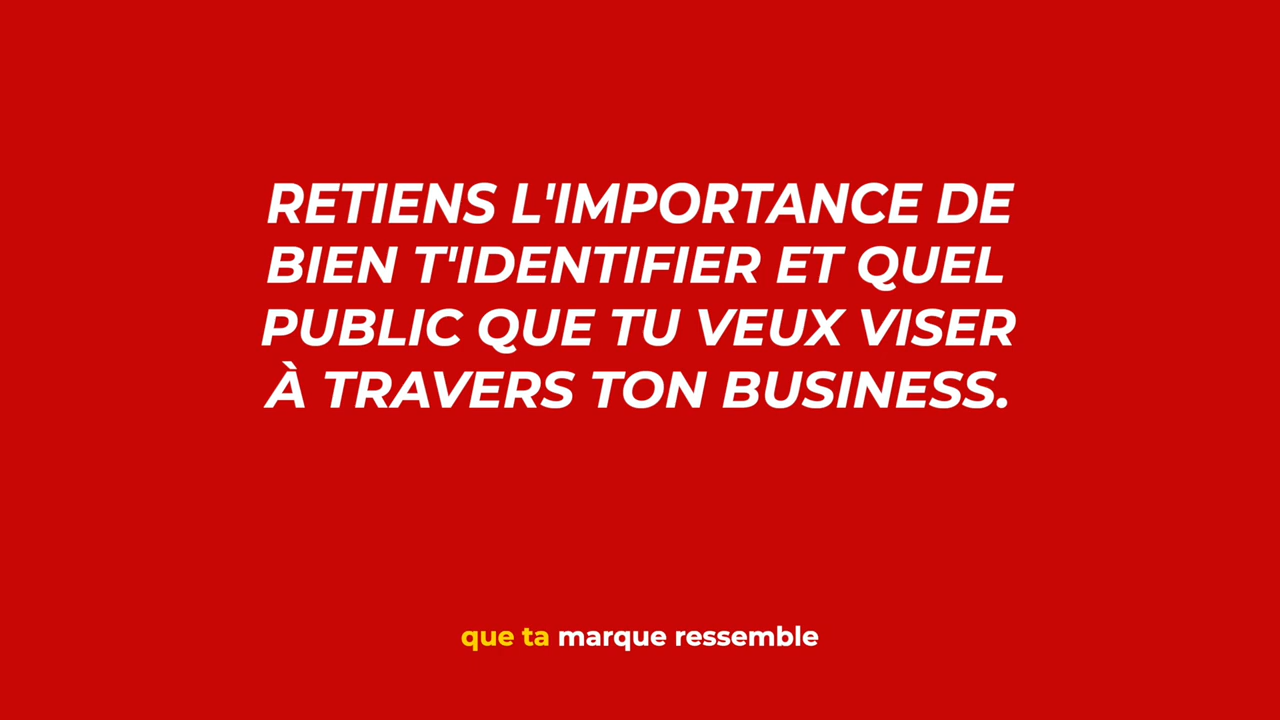 RETIENS L'IMPORTANCE DE
BIEN T'IDENTIFIER ET QUEL
PUBLIC QUE TU VEUX VISER
À TRAVERS TON BUSINESS.
que ta marque ressemble